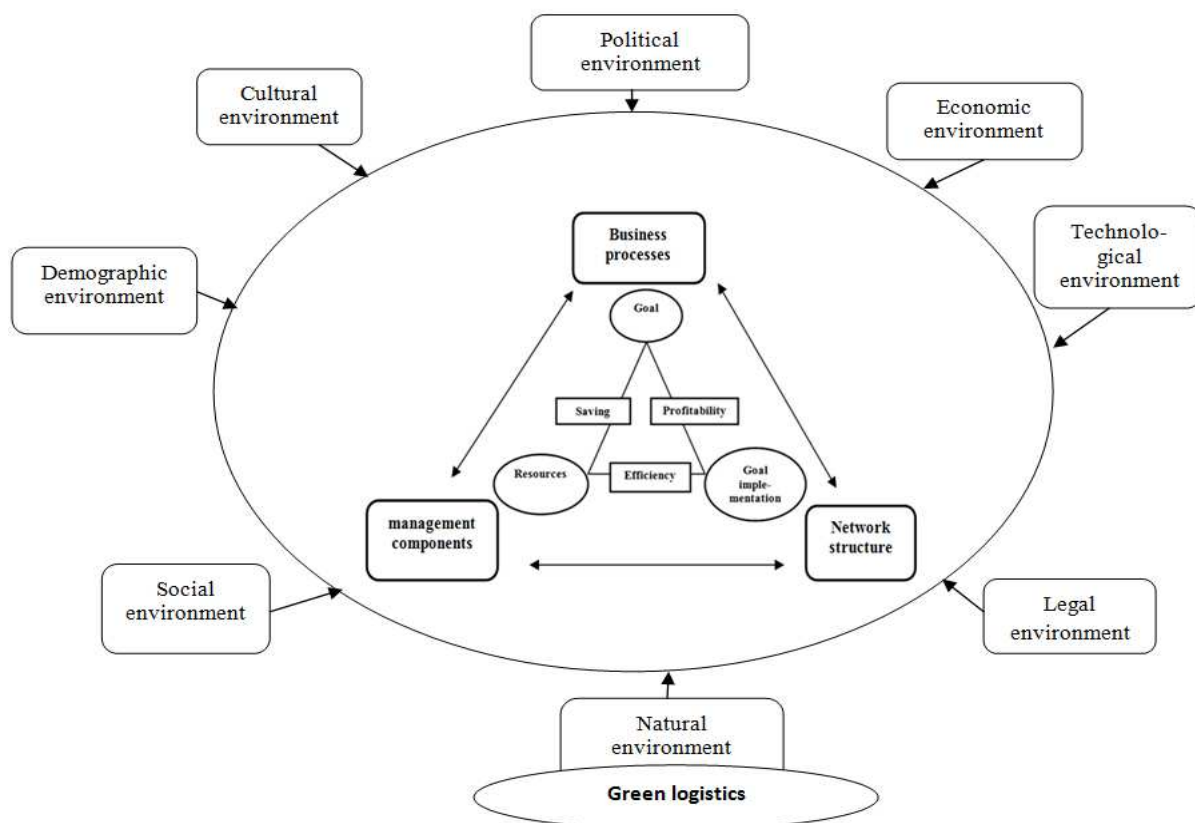 Political
environment
Cultural
environment
Economic
environment
Technolo-
gical
environment
Demographic
environment
Business
processes
Goal
Saving
Profitability
Resources
Efficiency
Goal
imple-
mentation
management
components
Network
structure
Social
environment
Legal
environment
Natural
environment
Green logistics